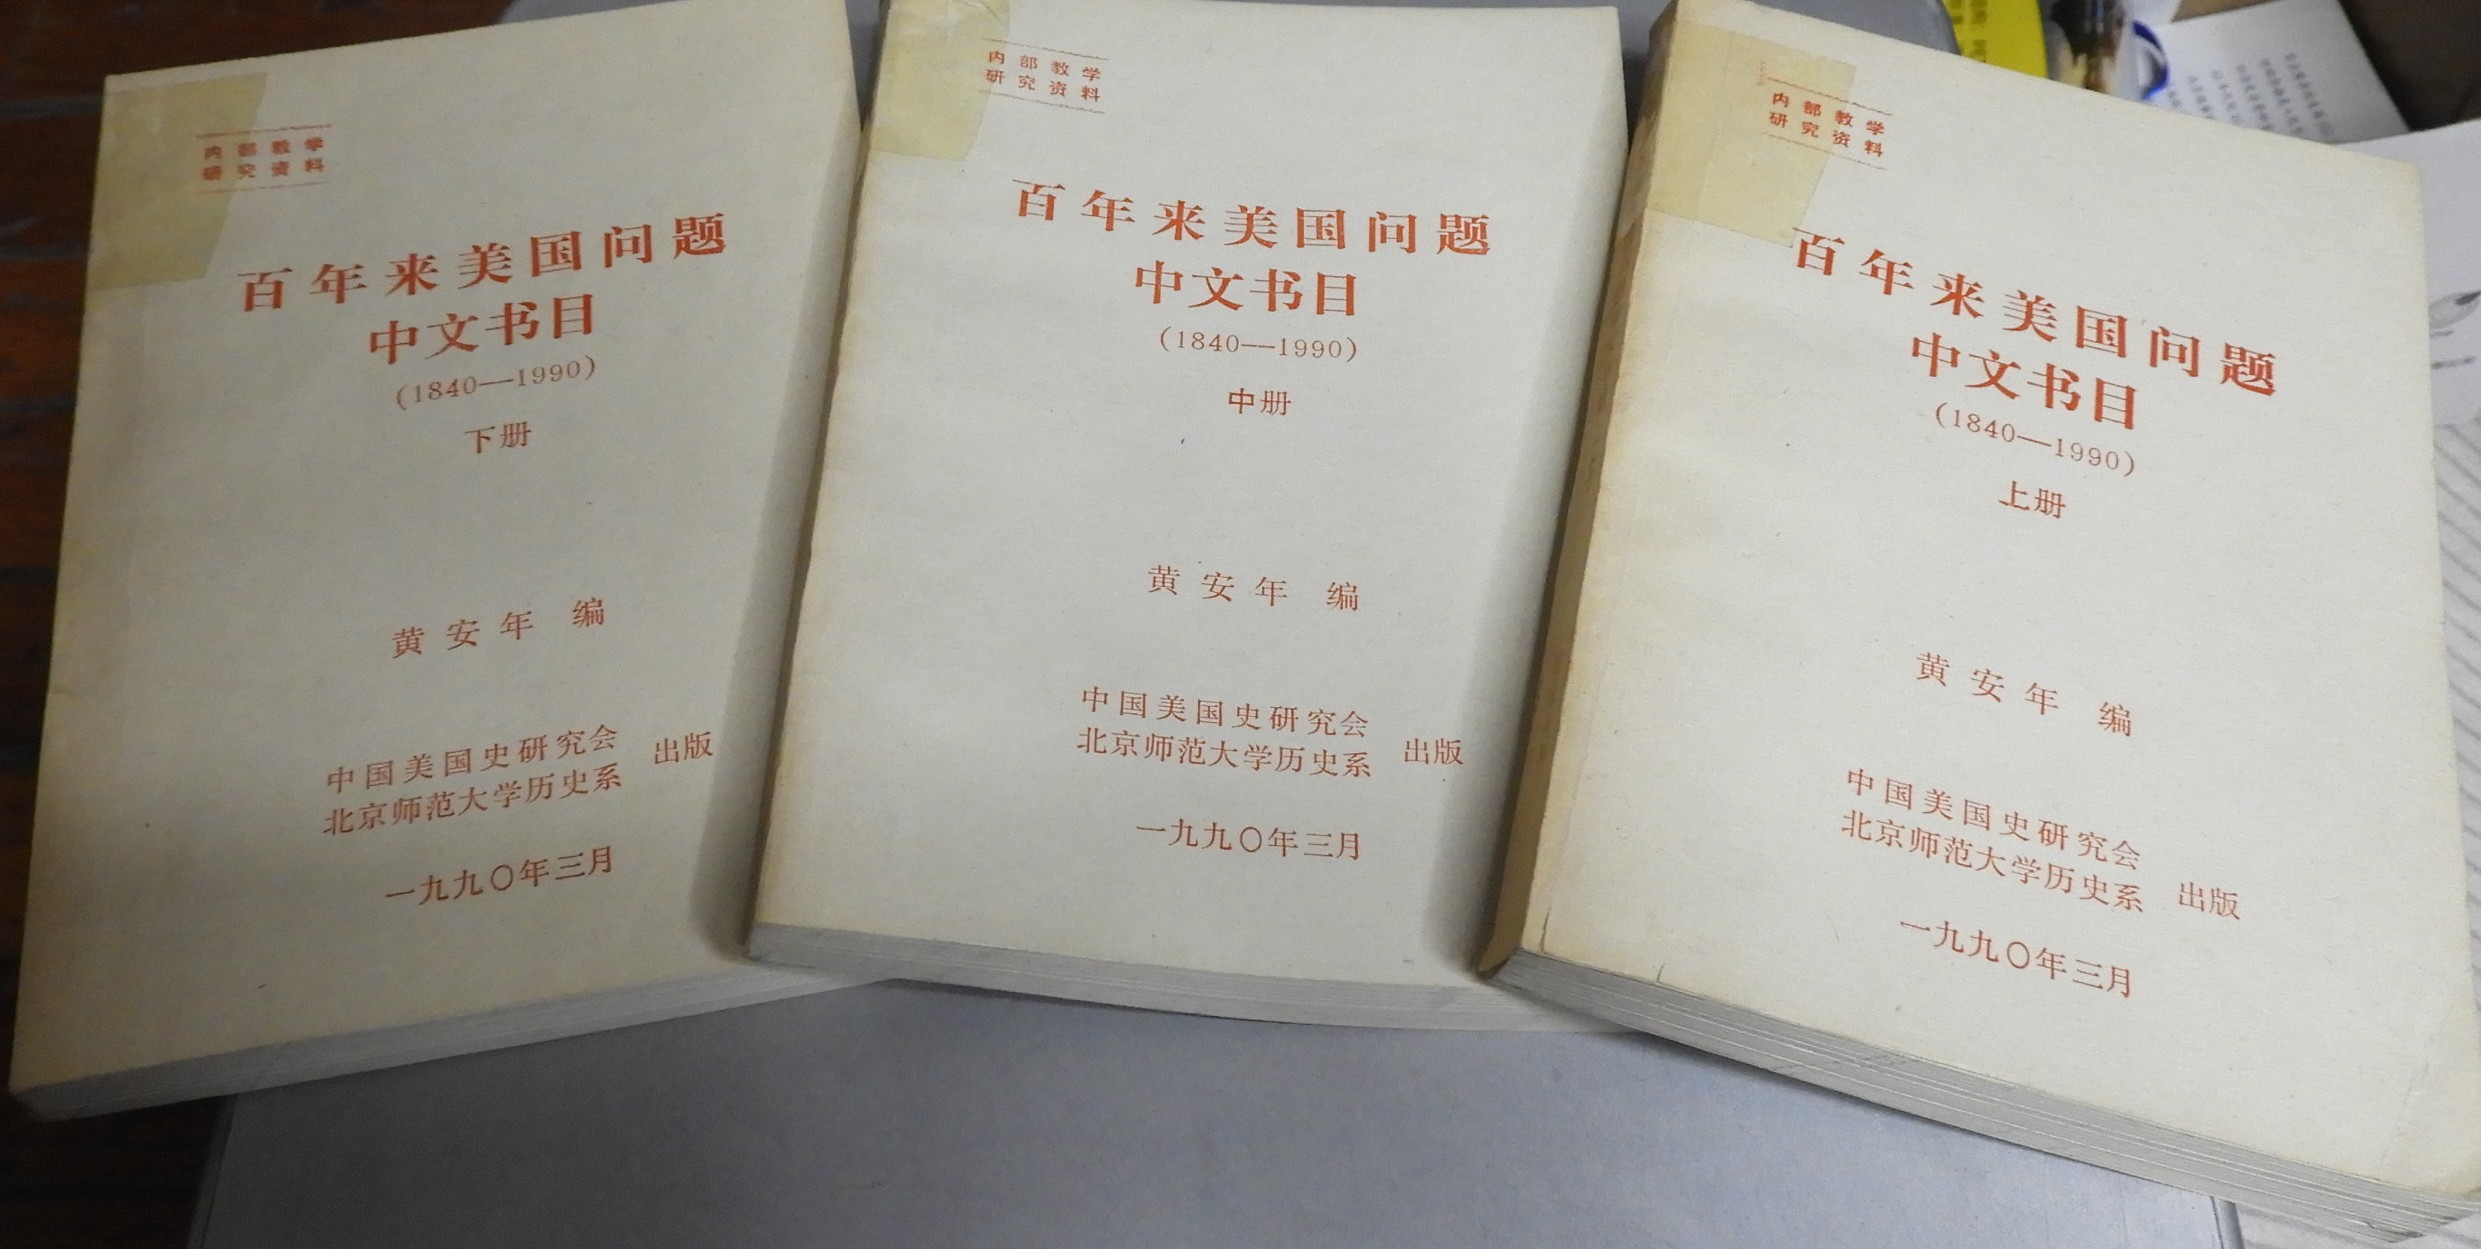 内部教学
研究资料
百年来美国问题
中文书目
(1840—1990)
下册
黄安年 编
中国美国史研究会
北京师范大学历史系 出版
一九九〇年三月
内部教学
研究资料
百年来美国问题
中文书目
(1840—1990)
中册
黄安年 编
中国美国史研究会
北京师范大学历史系 出版
一九九〇年三月
内部教学
研究资料
百年来美国问题
中文书目
(1840—1990)
上册
黄安年 编
中国美国史研究会
北京师范大学历史系 出版
一九九〇年三月